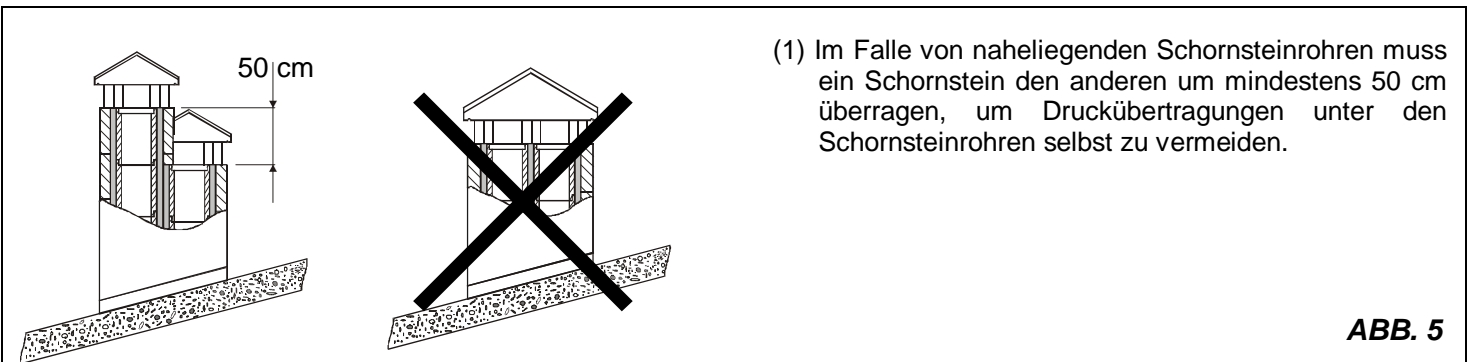 50 cm
(1) Im Falle von naheliegenden Schornsteinrohren muss
ein Schornstein den anderen um mindestens 50 cm
überragen, um Druckübertragungen unter den
Schornsteinrohren selbst zu vermeiden.
ABB. 5